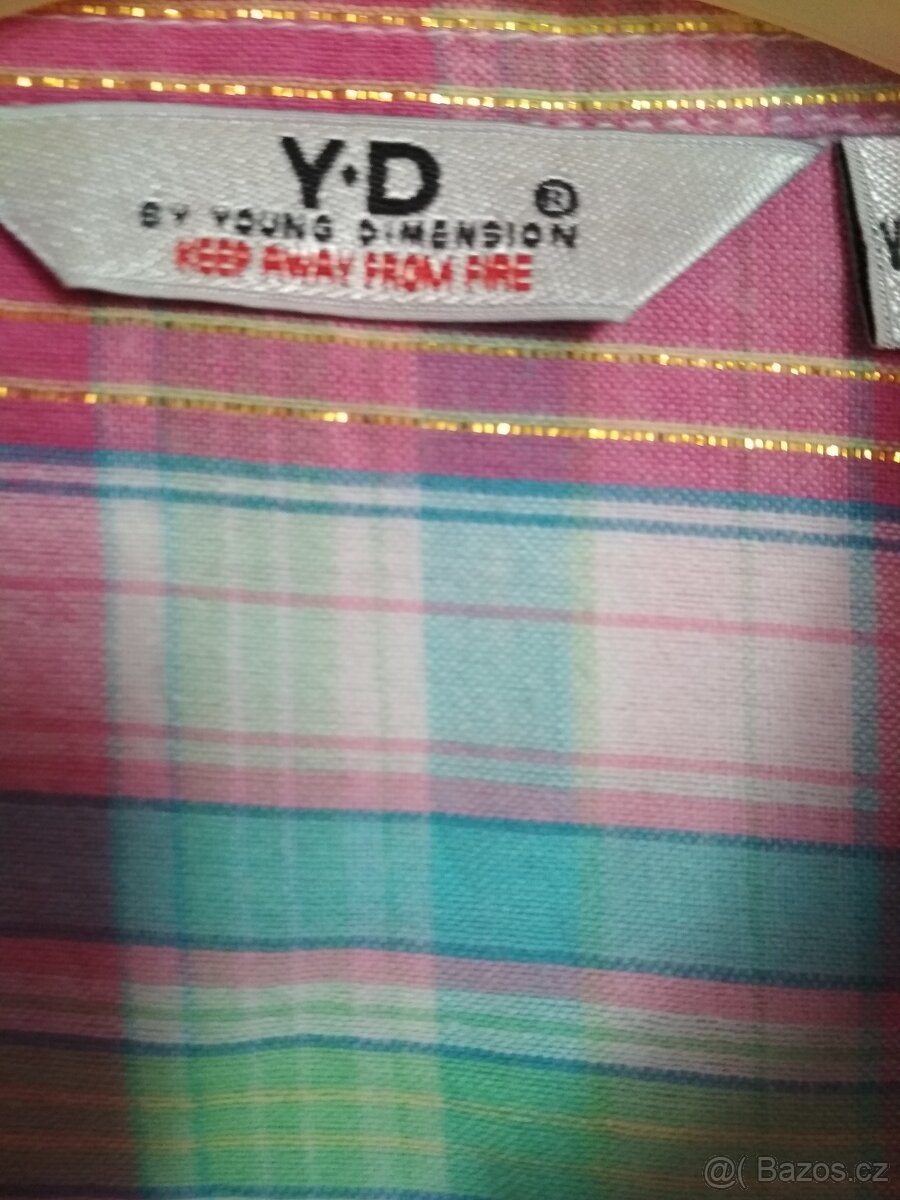 Y·D ®
BY YOUNG DIMENSION
KEEP AWAY FROM FIRE
@( Bazos.cz